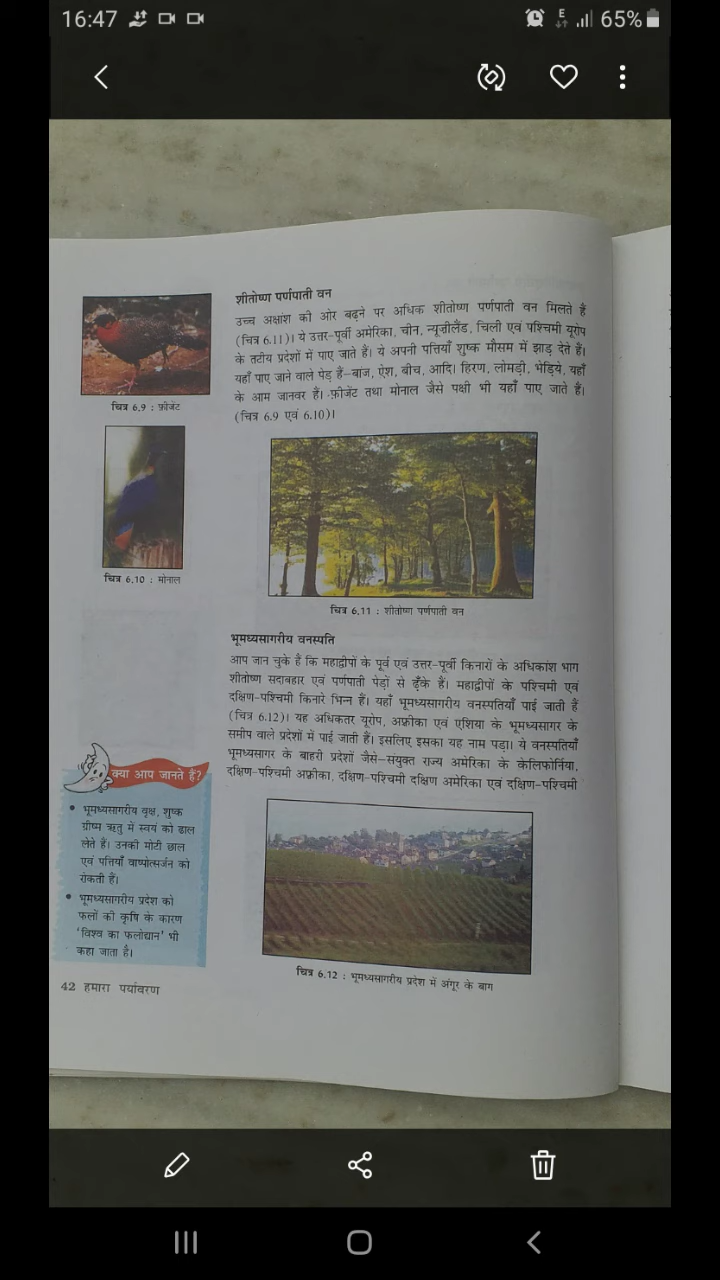 16:47
E
65%
शीतोष्ण पर्णपाती वन
उच्च अक्षांश की ओर बढ़ने पर अधिक शीतोष्ण पर्णपाती वन मिलते हैं
(चित्र 6.11)। ये उत्तर-पूर्वी अमेरिका, चीन, न्यूज़ीलैंड, चिली एवं पश्चिमी यूरोप
के तटीय प्रदेशों में पाए जाते हैं। ये अपनी पत्तियाँ शुष्क मौसम में झाड़ देते हैं।
यहाँ पाए जाने वाले पेड़ हैं-बांज, ऐश, बीच, आदि। हिरण, लोमड़ी, भेड़िये, यहाँ
के आम जानवर हैं। फ़ीजेंट तथा मोनाल जैसे पक्षी भी यहाँ पाए जाते हैं।
(चित्र 6.9 एवं 6.10)।
चित्र 6.9 : फ़ीजेंट
चित्र 6.10 : मोनाल
चित्र 6.11 : शीतोष्ण पर्णपाती वन
भूमध्यसागरीय वनस्पति
आप जान चुके हैं कि महाद्वीपों के पूर्व एवं उत्तर-पूर्वी किनारों के अधिकांश भाग
शीतोष्ण सदाबहार एवं पर्णपाती पेड़ों से ढँके हैं। महाद्वीपों के पश्चिमी एवं
दक्षिण-पश्चिमी किनारे भिन्न हैं। यहाँ भूमध्यसागरीय वनस्पतियाँ पाई जाती हैं
(चित्र 6.12)। यह अधिकतर यूरोप, अफ़्रीका एवं एशिया के भूमध्यसागर के
समीप वाले प्रदेशों में पाई जाती हैं। इसलिए इसका यह नाम पड़ा। ये वनस्पतियाँ
भूमध्यसागर के बाहरी प्रदेशों जैसे-संयुक्त राज्य अमेरिका के केलिफोर्निया,
दक्षिण-पश्चिमी अफ्रीका, दक्षिण-पश्चिमी दक्षिण अमेरिका एवं दक्षिण-पश्चिमी
क्या आप जानते हैं?
• भूमध्यसागरीय वृक्ष, शुष्क
ग्रीष्म ऋतु में स्वयं को ढाल
लेते हैं। उनकी मोटी छाल
एवं पत्तियाँ वाष्पोत्सर्जन को
रोकती हैं।
• भूमध्यसागरीय प्रदेश को
फलों की कृषि के कारण
'विश्व का फलोद्यान' भी
कहा जाता है।
चित्र 6.12 : भूमध्यसागरीय प्रदेश में अंगूर के बाग
42 हमारा पर्यावरण